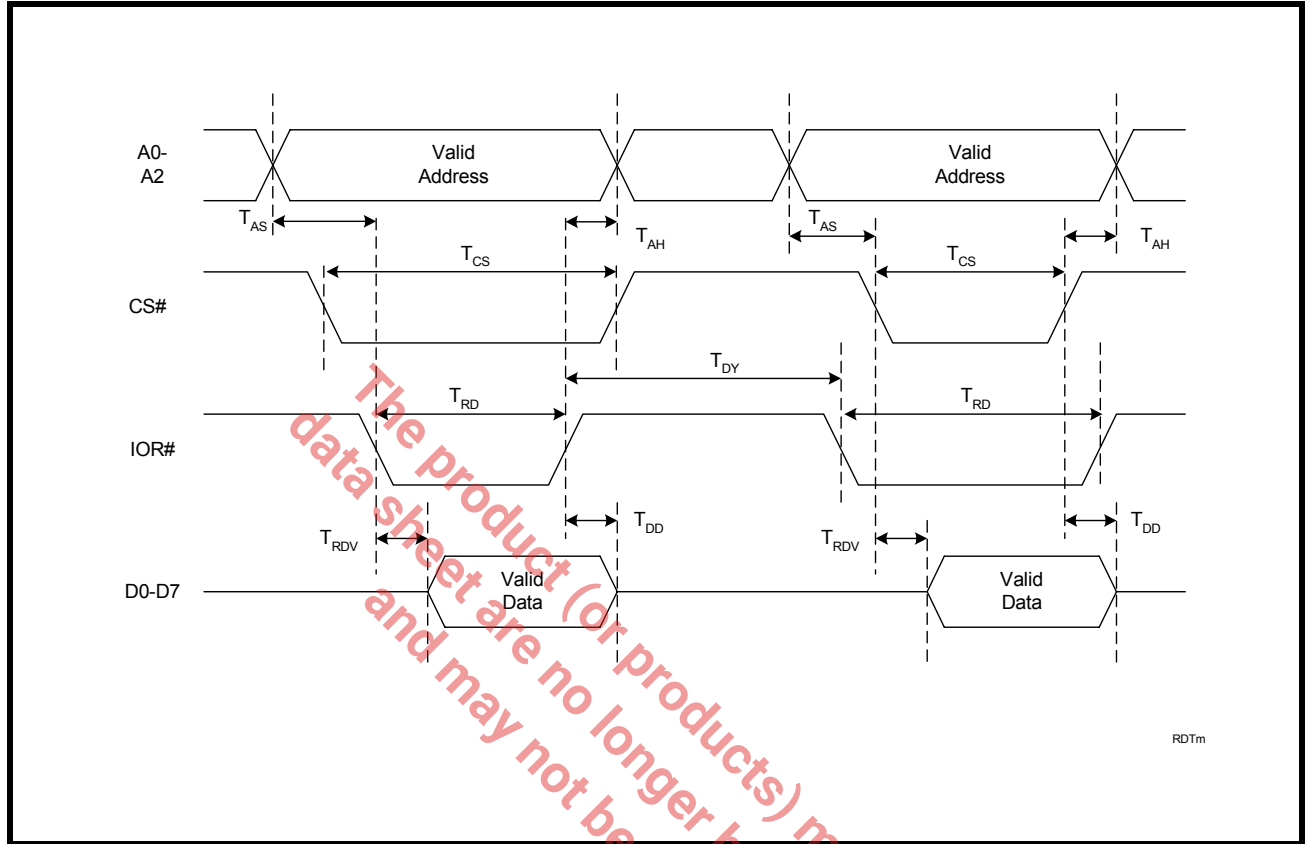 A0-
A2
Valid
Address
Valid
Address
TAS
TAH
TAS
TAH
TCS
TCS
CS#
TDY
TRD
TRD
IOR#
TRDV
TDD
TRDV
TDD
D0-D7
Valid
Data
Valid
Data
RDTm
The product (or products) m
data sheet are no longer
and may not be